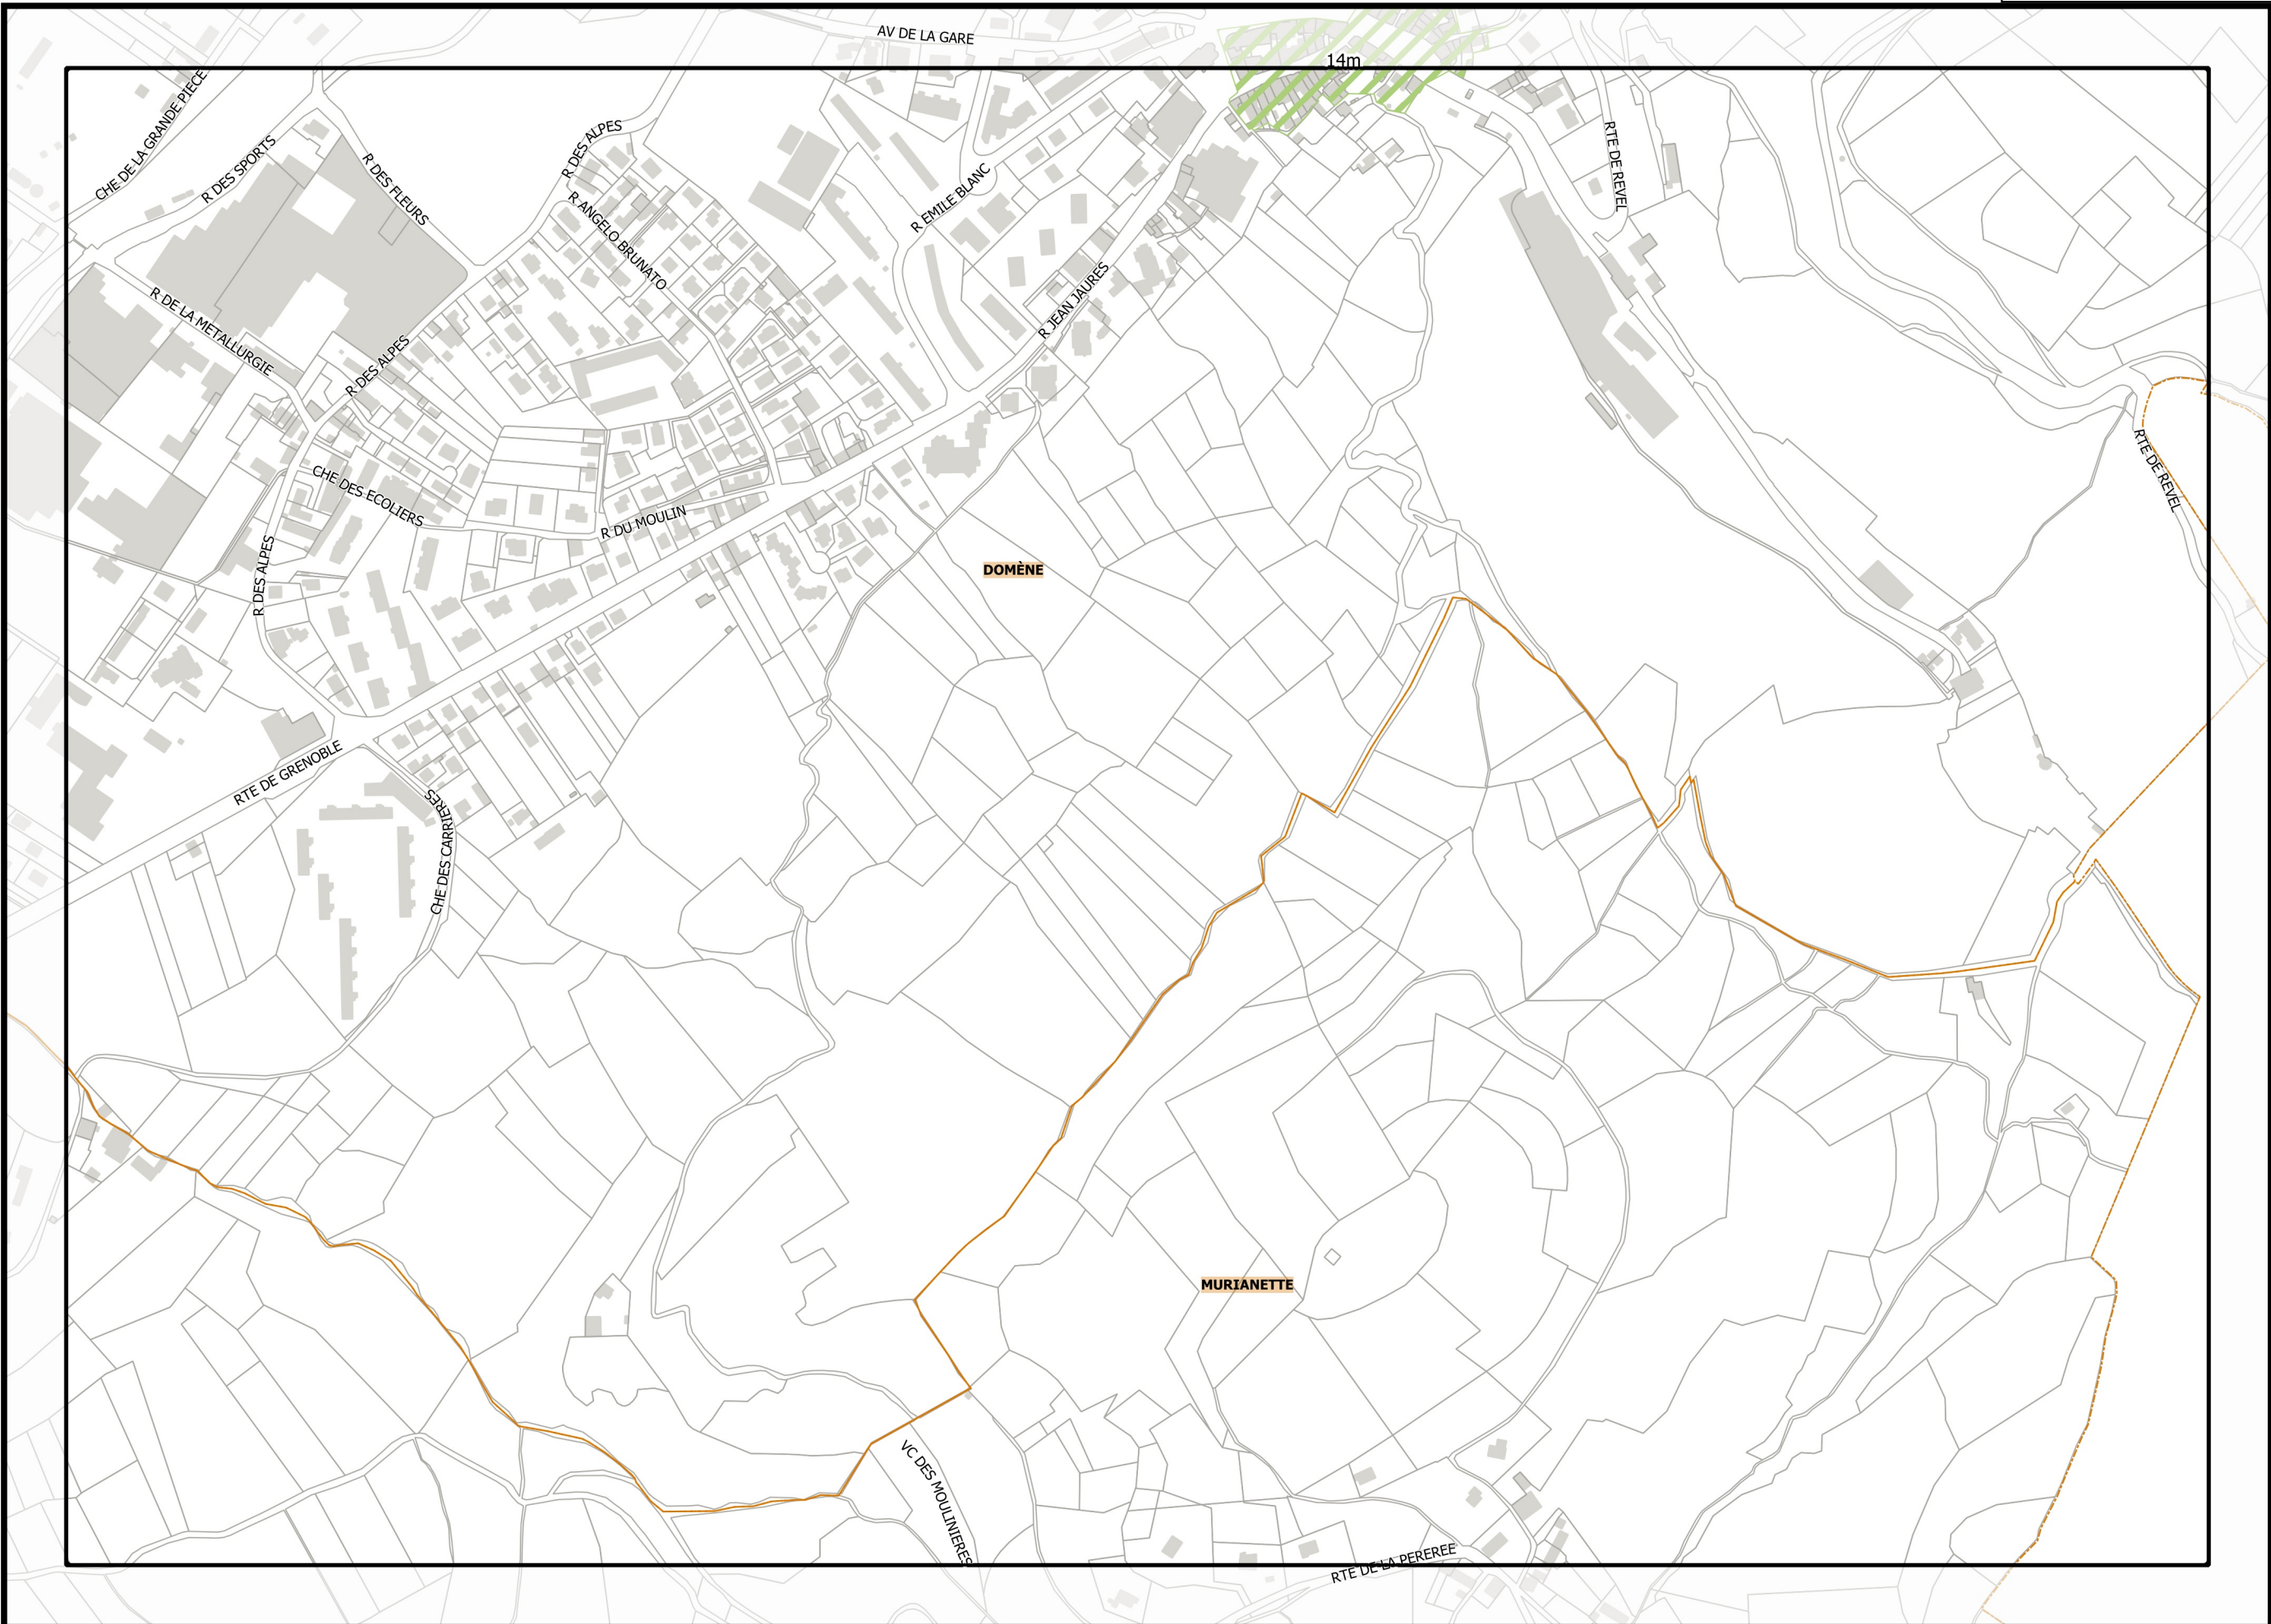 AV DE LA GARE
14m
CHE DE LA GRANDE PIECE
R DES SPORTS
R DES FLEURS
R DES ALPES
R ANGELO BRUNATO
R EMILE BLANC
RTE DE REVEL
R DE LA METALLURGIE
R DES ALPES
R JEAN JAURES
CHE DES ECOLIERS
R DU MOULIN
RTE DE REVEL
R DES ALPES
DOMÈNE
RTE DE GRENOBLE
CHE DES CARRIERES
MURIANETTE
VC DES MOULINIERES
RTE DE LA PEREREE